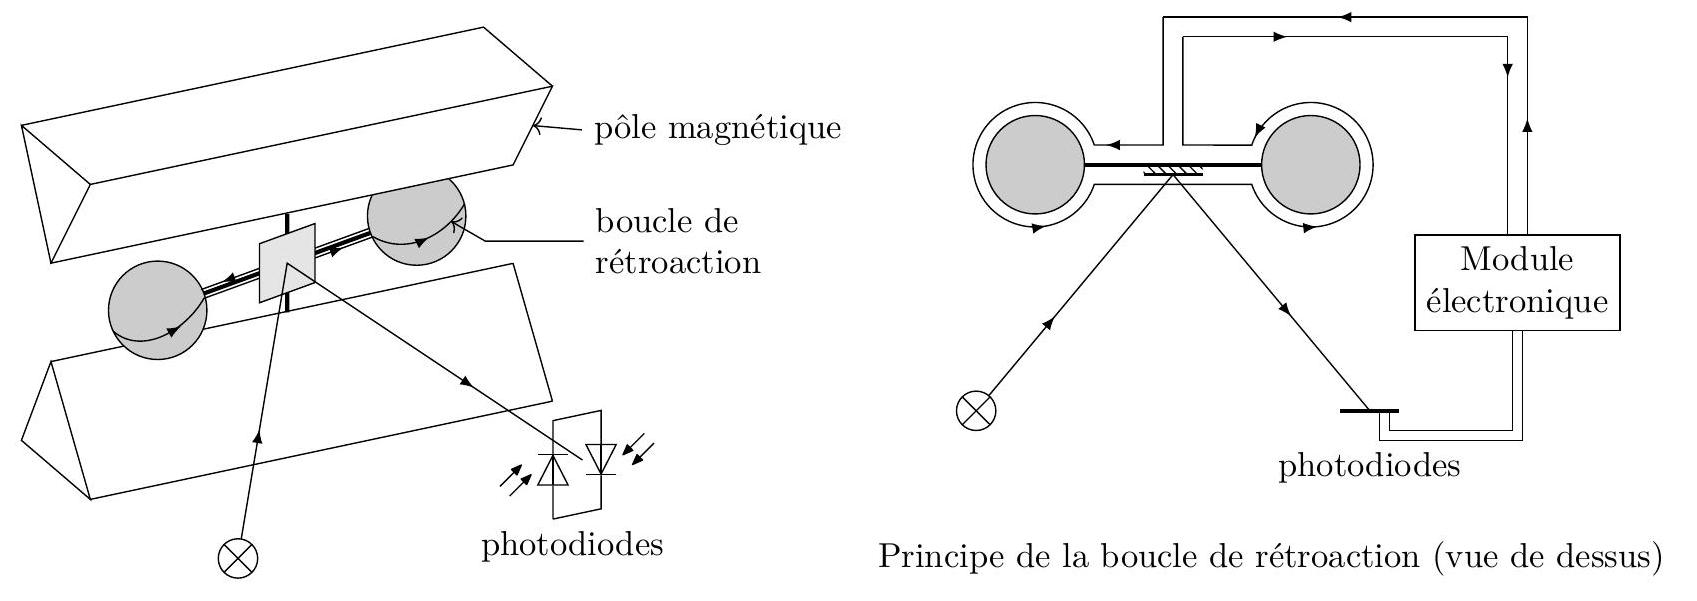 pôle magnétique
boucle de
rétroaction
photodiodes
Module
électronique
photodiodes
Principe de la boucle de rétroaction (vue de dessus)